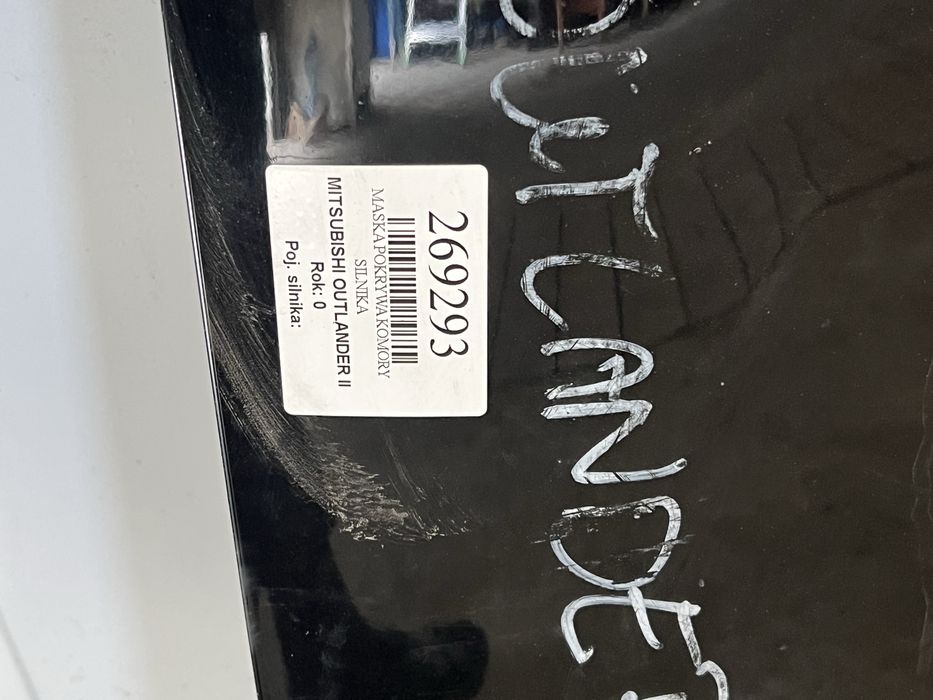 269293
MASKA POKRYWA KOMORY
SILNIKA
MITSUBISHI OUTLANDER II
Rok: 0
Poj. silnika:
OUTLANDER